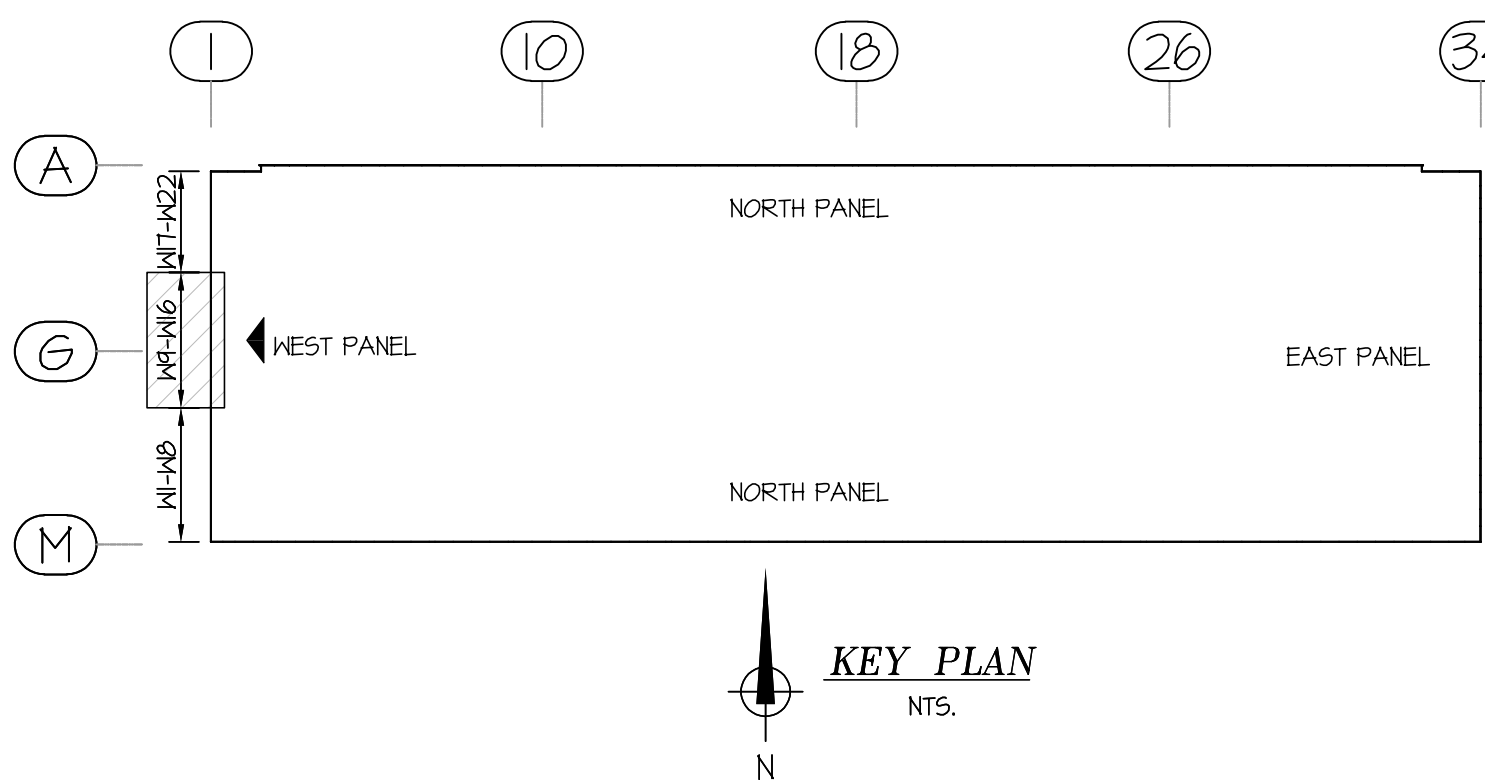 1
10
18
26
A
W17-W22
NORTH PANEL
G
W9-W16
WEST PANEL
EAST PANEL
W1-W8
NORTH PANEL
M
KEY PLAN
NTS.
N